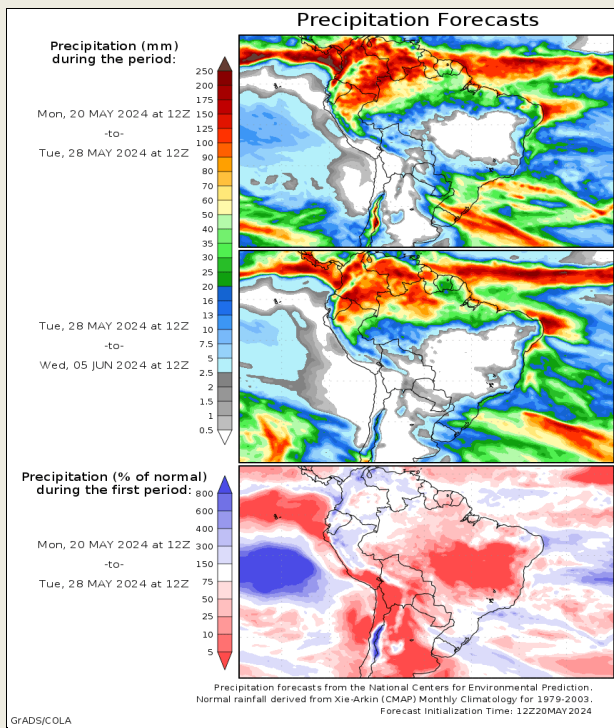 Precipitation Forecasts
Precipitation (mm)
during the period:
Mon, 20 MAY 2024 at 12Z
-to-
Tue, 28 MAY 2024 at 12Z
250
200
175
150
125
100
90
80
70
60
50
40
35
30
25
20
16
13
10
7.5
5
2.5
2
1.5
1
0.5
Tue, 28 MAY 2024 at 12Z
-to-
Wed, 05 JUN 2024 at 12Z
Precipitation (% of normal)
during the first period:
Mon, 20 MAY 2024 at 12Z
-to-
Tue, 28 MAY 2024 at 12Z
800
600
400
300
150
75
50
25
10
5
Precipitation forecasts from the National Centers for Environmental Prediction.
Normal rainfall derived from Xie-Arkin (CMAP) Monthly Climatology for 1979-2003.
Forecast Initialization Time: 12Z20MAY2024
GrADS/COLA